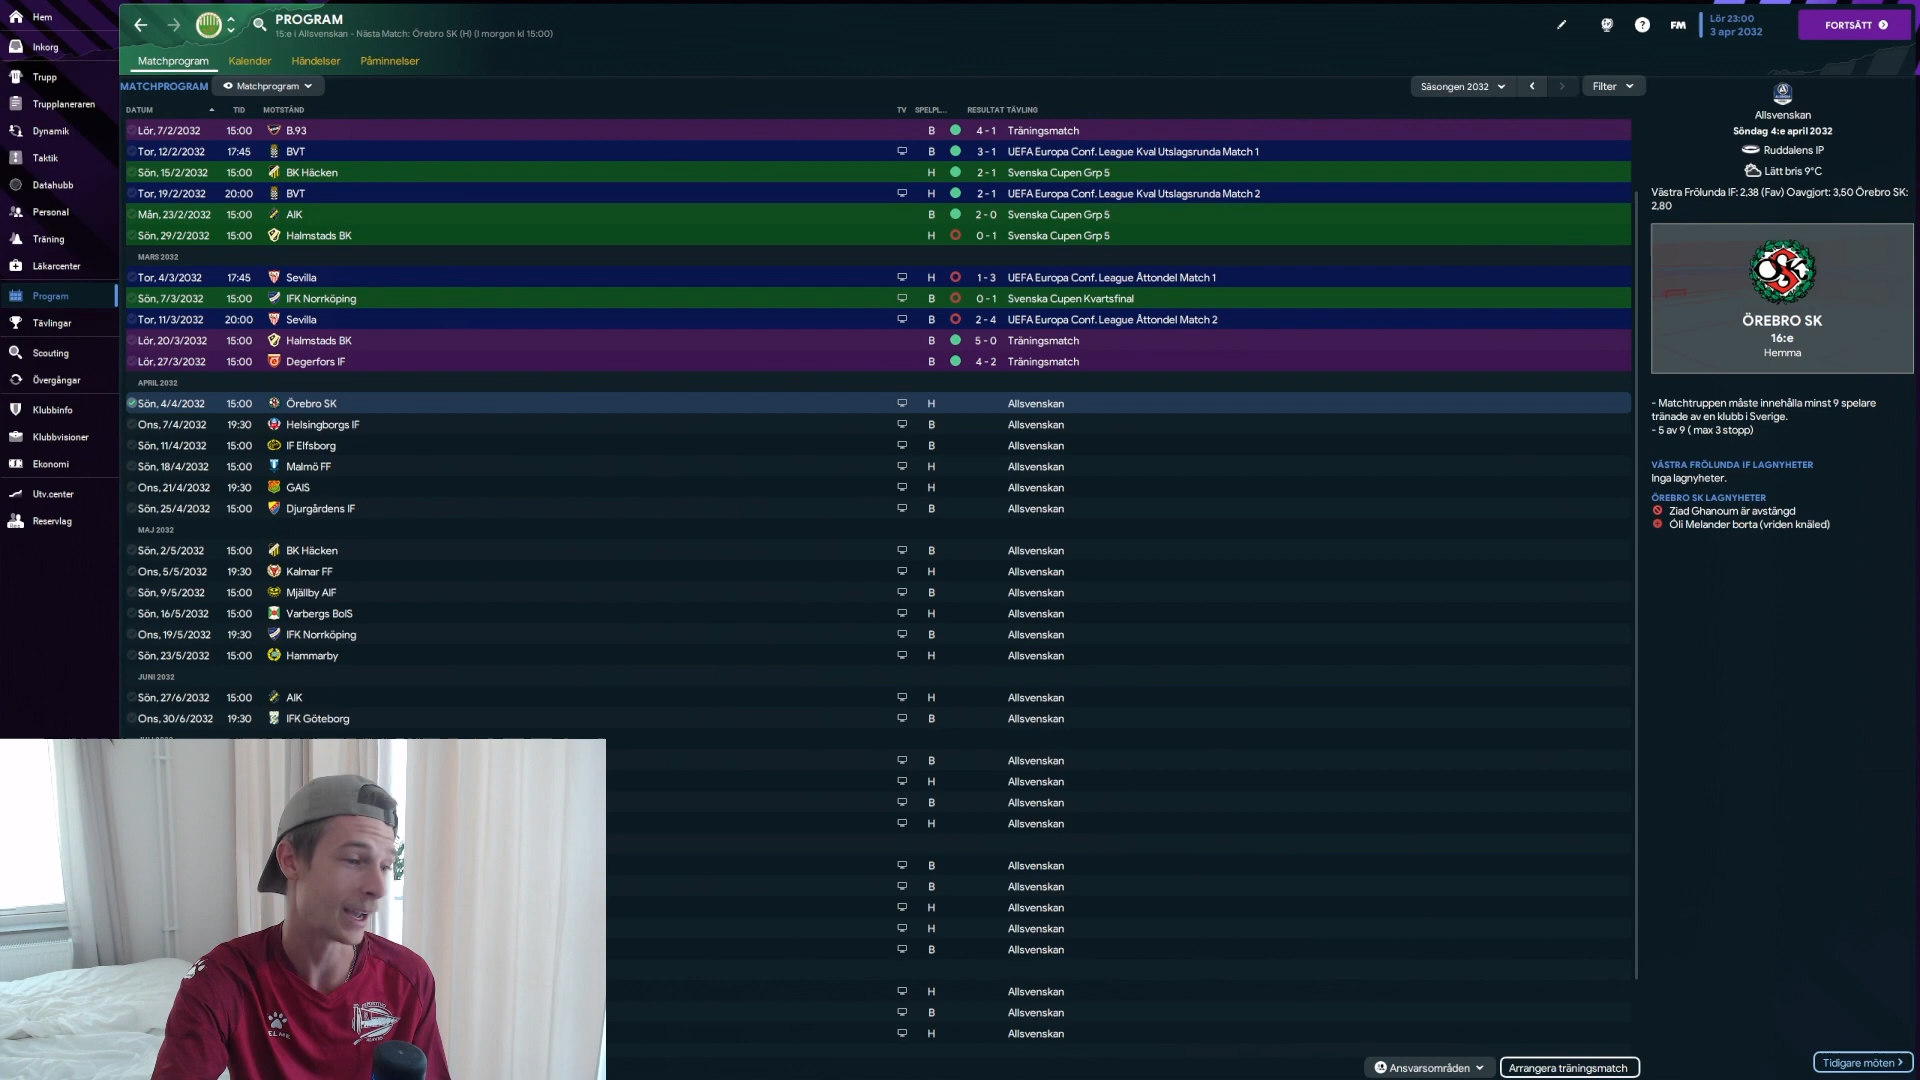 Hem
Inkorg
Trupp
Trupplaneraren
Dynamik
Taktik
Datahubb
Personal
Träning
Läkarcenter
Program
Tävlingar
Scouting
Övergångar
Klubbinfo
Klubbvisioner
Ekonomi
Utv.center
Reservlag
PROGRAM
15:e i Allsvenskan - Nästa Match: Örebro SK (H) (I morgon kl 15:00)
FM
Lör 23:00
3 apr 2032
FORTSÄTT
Matchprogram Kalender Händelser Påminnelser
MATCHPROGRAM Matchprogram Säsongen 2032 Filter
DATUM TID MOTSTÅND TV SPELPL... RESULTAT TÄVLING
Lör, 7/2/2032 15:00 B.93 B 4 - 1 Träningsmatch
Tor, 12/2/2032 17:45 BVT B 3 - 1 UEFA Europa Conf. League Kval Utslagsrunda Match 1
Sön, 15/2/2032 15:00 BK Häcken H 2 - 1 Svenska Cupen Grp 5
Tor, 19/2/2032 20:00 BVT H 2 - 1 UEFA Europa Conf. League Kval Utslagsrunda Match 2
Mån, 23/2/2032 15:00 AIK B 2 - 0 Svenska Cupen Grp 5
Sön, 29/2/2032 15:00 Halmstads BK H 0 - 1 Svenska Cupen Grp 5
MARS 2032
Tor, 4/3/2032 17:45 Sevilla H 1 - 3 UEFA Europa Conf. League Åttondel Match 1
Sön, 7/3/2032 15:00 IFK Norrköping B 0 - 1 Svenska Cupen Kvartsfinal
Tor, 11/3/2032 20:00 Sevilla B 2 - 4 UEFA Europa Conf. League Åttondel Match 2
Lör, 20/3/2032 15:00 Halmstads BK B 5 - 0 Träningsmatch
Lör, 27/3/2032 15:00 Degerfors IF B 4 - 2 Träningsmatch
APRIL 2032
Sön, 4/4/2032 15:00 Örebro SK H Allsvenskan
Ons, 7/4/2032 19:30 Helsingborgs IF B Allsvenskan
Sön, 11/4/2032 15:00 IF Elfsborg B Allsvenskan
Sön, 18/4/2032 15:00 Malmö FF H Allsvenskan
Ons, 21/4/2032 19:30 GAIS H Allsvenskan
Sön, 25/4/2032 15:00 Djurgårdens IF B Allsvenskan
MAJ 2032
Sön, 2/5/2032 15:00 BK Häcken B Allsvenskan
Ons, 5/5/2032 19:30 Kalmar FF H Allsvenskan
Sön, 9/5/2032 15:00 Mjällby AIF B Allsvenskan
Sön, 16/5/2032 15:00 Varbergs BoIS H Allsvenskan
Ons, 19/5/2032 19:30 IFK Norrköping B Allsvenskan
Sön, 23/5/2032 15:00 Hammarby H Allsvenskan
JUNI 2032
Sön, 27/6/2032 15:00 AIK H Allsvenskan
Ons, 30/6/2032 19:30 IFK Göteborg B Allsvenskan
B Allsvenskan
H Allsvenskan
B Allsvenskan
H Allsvenskan
B Allsvenskan
B Allsvenskan
H Allsvenskan
H Allsvenskan
B Allsvenskan
H Allsvenskan
B Allsvenskan
H Allsvenskan
Ansvarsområden Arrangera träningsmatch
Allsvenskan
Söndag 4:e april 2032
Ruddalens IP
Lätt bris 9°C
Västra Frölunda IF: 2,38 (Fav) Oavgjort: 3,50 Örebro SK:
2,80
ÖSK
ÖREBRO SK
16:e
Hemma
- Matchtruppen måste innehålla minst 9 spelare
tränade av en klubb i Sverige.
- 5 av 9 ( max 3 stopp)
VÄSTRA FRÖLUNDA IF LAGNYHETER
Inga lagnyheter.
ÖREBRO SK LAGNYHETER
Ziad Ghanoum är avstängd
Óli Melander borta (vriden knäled)
Tidigare möten